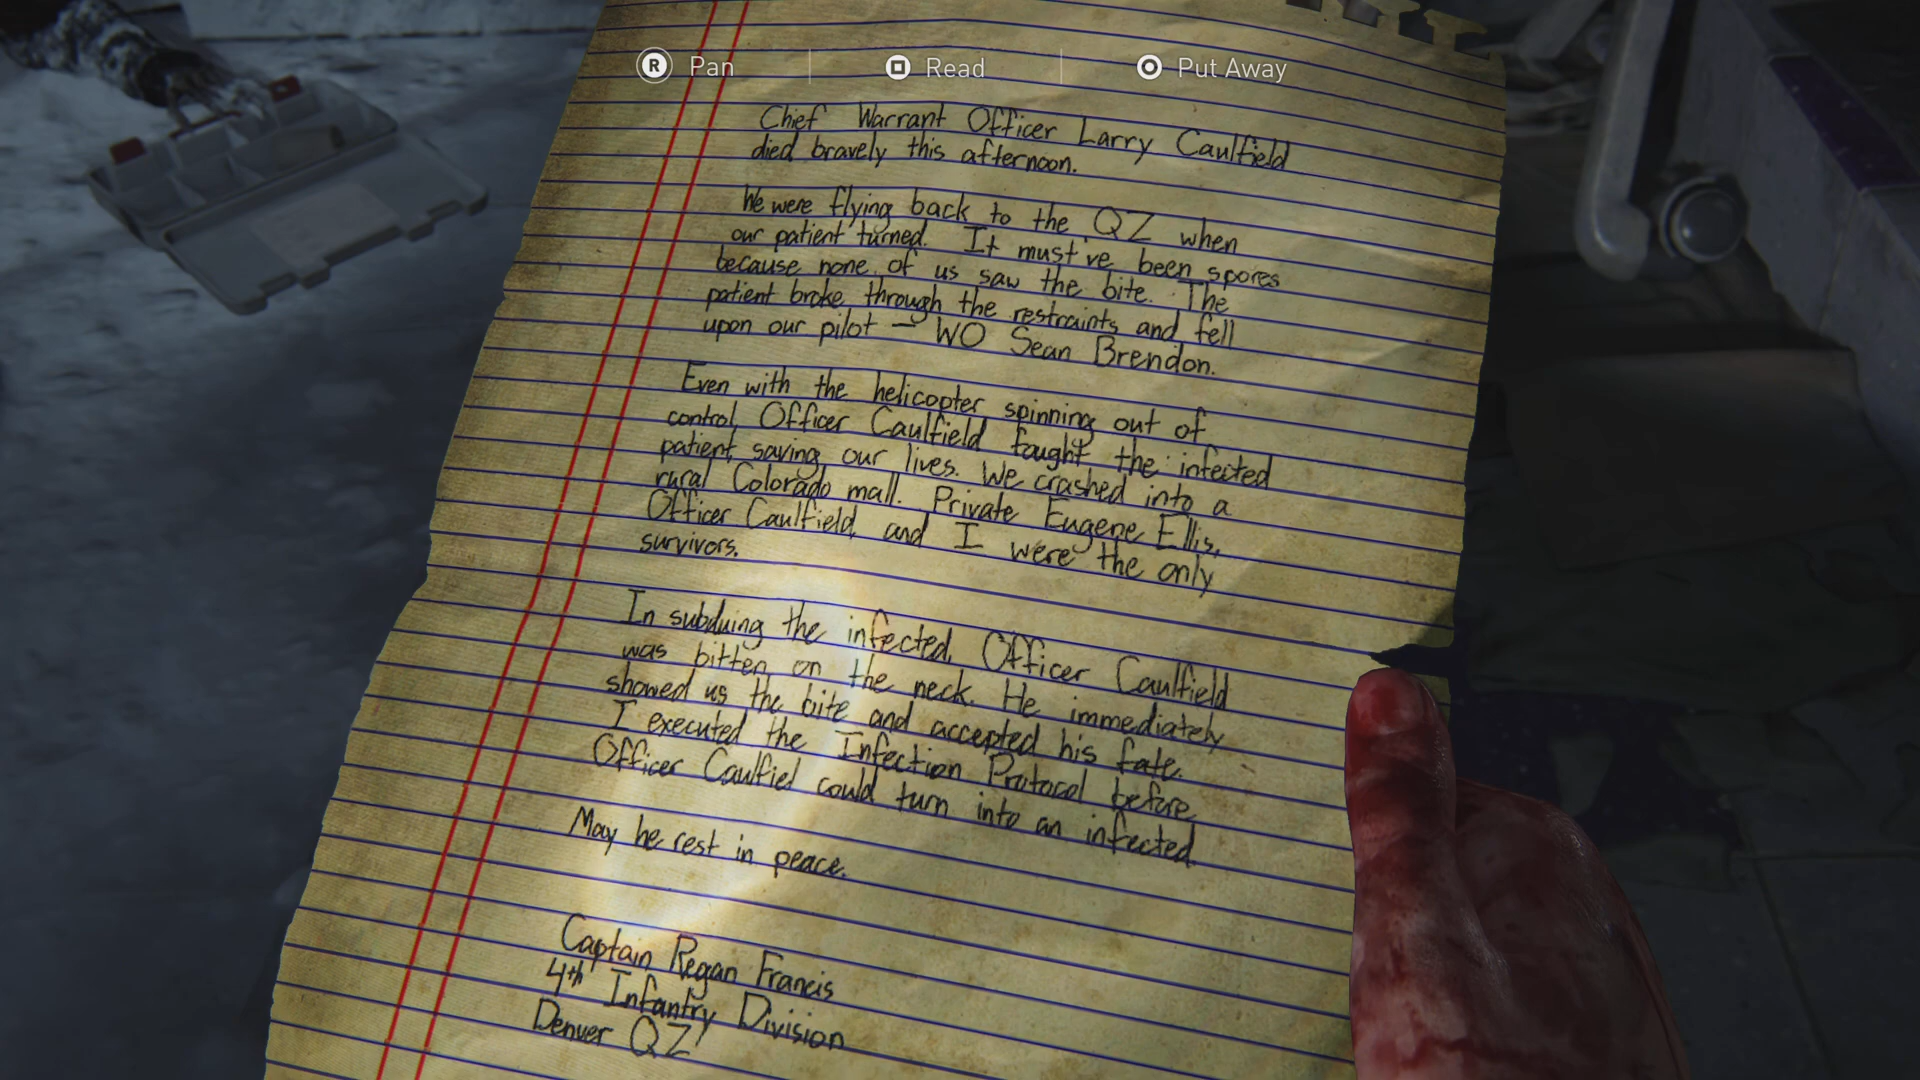 R Pan
Read
Put Away
Chief Warrant Officer Larry Caulfield
died bravely this afternoon.
We were flying back to the QZ when
our patient turned. It must've been spores
because none of us saw the bite. The
patient broke through the restraints and fell
upon our pilot – WO Sean Brendon.
Even with the helicopter spinning out of
control, Officer Caulfield fought the infected
patient, saving our lives. We crashed into a
rural Colorado mall. Private Eugene Ellis,
Officer Caulfield, and I were the only
survivors.
In subduing the infected, Officer Caulfield
was bitten on the neck. He immediately
showed us the bite and accepted his fate.
I executed the Infection Protocol before
Officer Caulfiel could turn into an infected.
May he rest in peace.
Captain Regan Francis
4th Infantry Division
Denver QZ